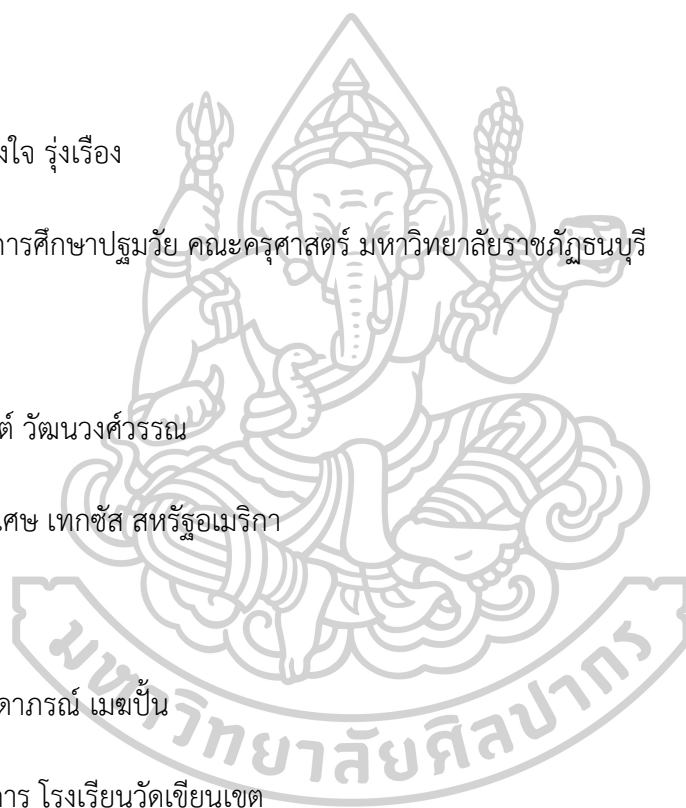 งใจ รุ่งเรือง
การศึกษาปฐมวัย คณะครุศาสตร์ มหาวิทยาลัยราชภัฏธนบุรี
ต์ วัฒนวงศ์วรรณ
เศษ เทกซัส สหรัฐอเมริกา
ดาภรณ์ เมฆปั้น
การ โรงเรียนวัดเขียนเขต
มหาวิทยาลัยศิลปากร